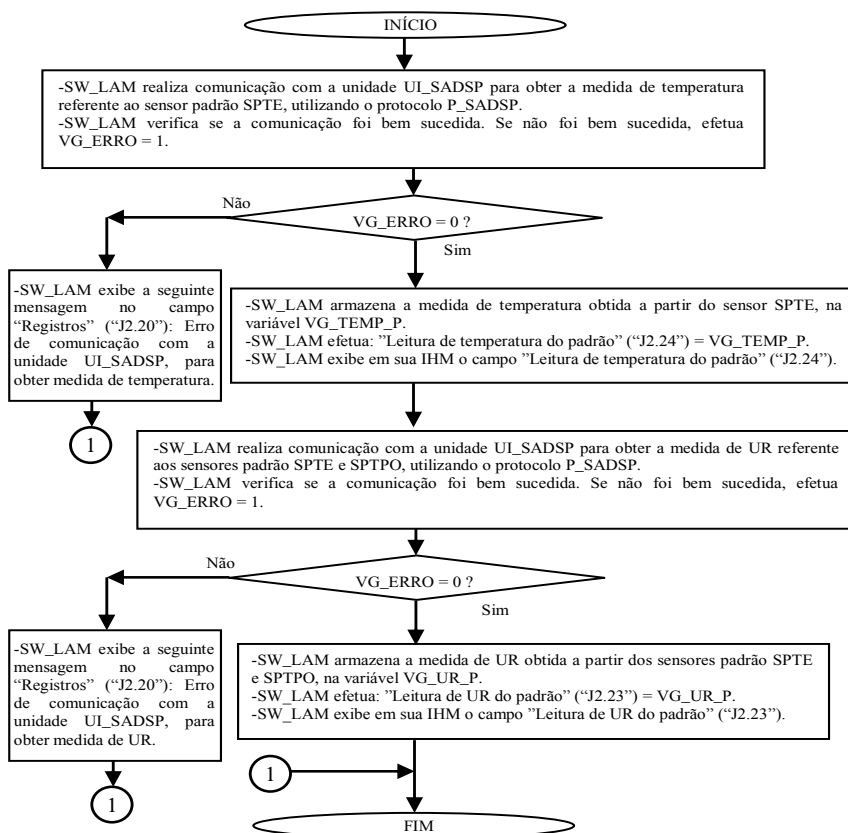 INÍCIO
-SW_LAM realiza comunicação com a unidade UI_SADSP para obter a medida de temperatura
referente ao sensor padrão SPTE, utilizando o protocolo P_SADSP.
-SW_LAM verifica se a comunicação foi bem sucedida. Se não foi bem sucedida, efetua
VG_ERRO = 1.
Não
VG_ERRO = 0 ?
Sim
-SW_LAM exibe a seguinte
mensagem no campo
“Registros” (“J2.20”): Erro
de comunicação com a
unidade UI_SADSP, para
obter medida de temperatura.
1
-SW_LAM armazena a medida de temperatura obtida a partir do sensor SPTE, na
variável VG_TEMP_P.
-SW_LAM efetua: ”Leitura de temperatura do padrão” (“J2.24”) = VG_TEMP_P.
-SW_LAM exibe em sua IHM o campo ”Leitura de temperatura do padrão” (“J2.24”).
-SW_LAM realiza comunicação com a unidade UI_SADSP para obter a medida de UR referente
aos sensores padrão SPTE e SPTPO, utilizando o protocolo P_SADSP.
-SW_LAM verifica se a comunicação foi bem sucedida. Se não foi bem sucedida, efetua
VG_ERRO = 1.
Não
VG_ERRO = 0 ?
Sim
-SW_LAM exibe a seguinte
mensagem no campo
“Registros” (“J2.20”): Erro
de comunicação com a
unidade UI_SADSP, para
obter medida de UR.
1
-SW_LAM armazena a medida de UR obtida a partir dos sensores padrão SPTE
e SPTPO, na variável VG_UR_P.
-SW_LAM efetua: ”Leitura de UR do padrão” (“J2.23”) = VG_UR_P.
-SW_LAM exibe em sua IHM o campo ”Leitura de UR do padrão” (“J2.23”).
1
FIM